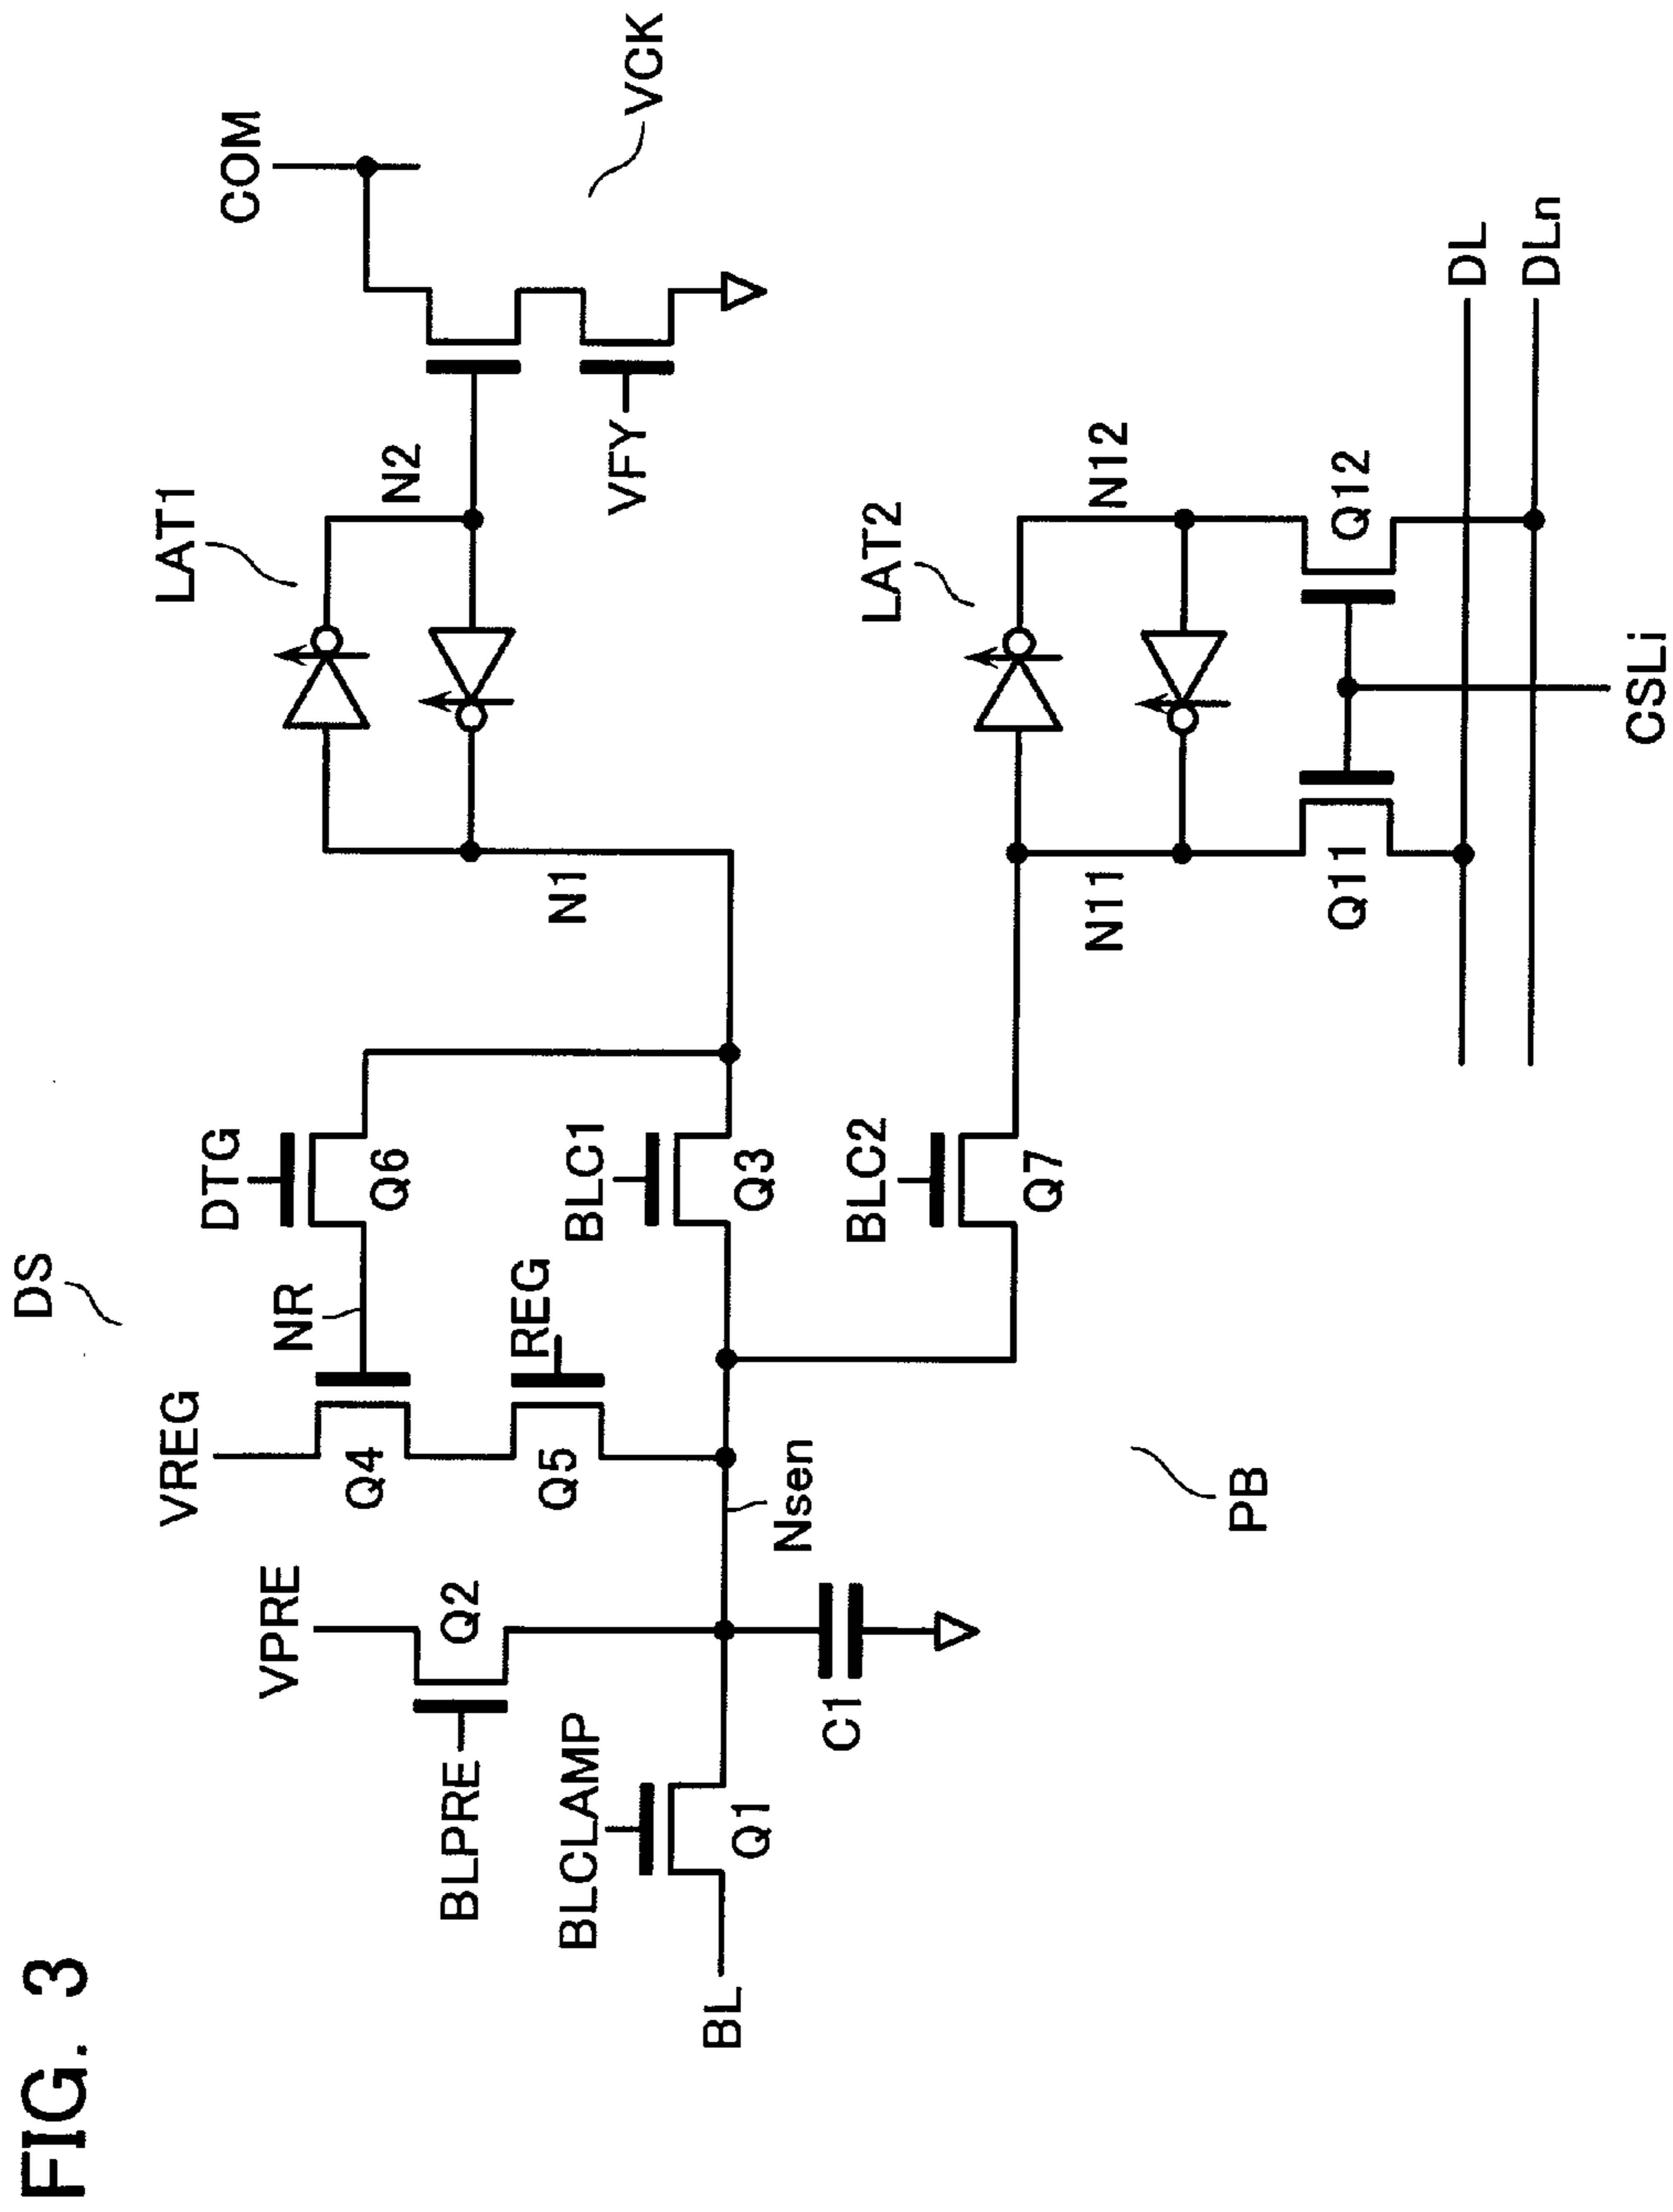 FIG. 3
DS
LAT1
VREG
DTG
COM
VPRE
NR
Q6
Q4
N2
BLPRE
Q2
REG
Q5
BLC1
N1
VFY
VCK
BLCLAMP
Q1
Nsen
Q3
BL
C1
BLC2
LAT2
Q7
N11
N12
PB
Q11
Q12
DL
DLn
CSLi